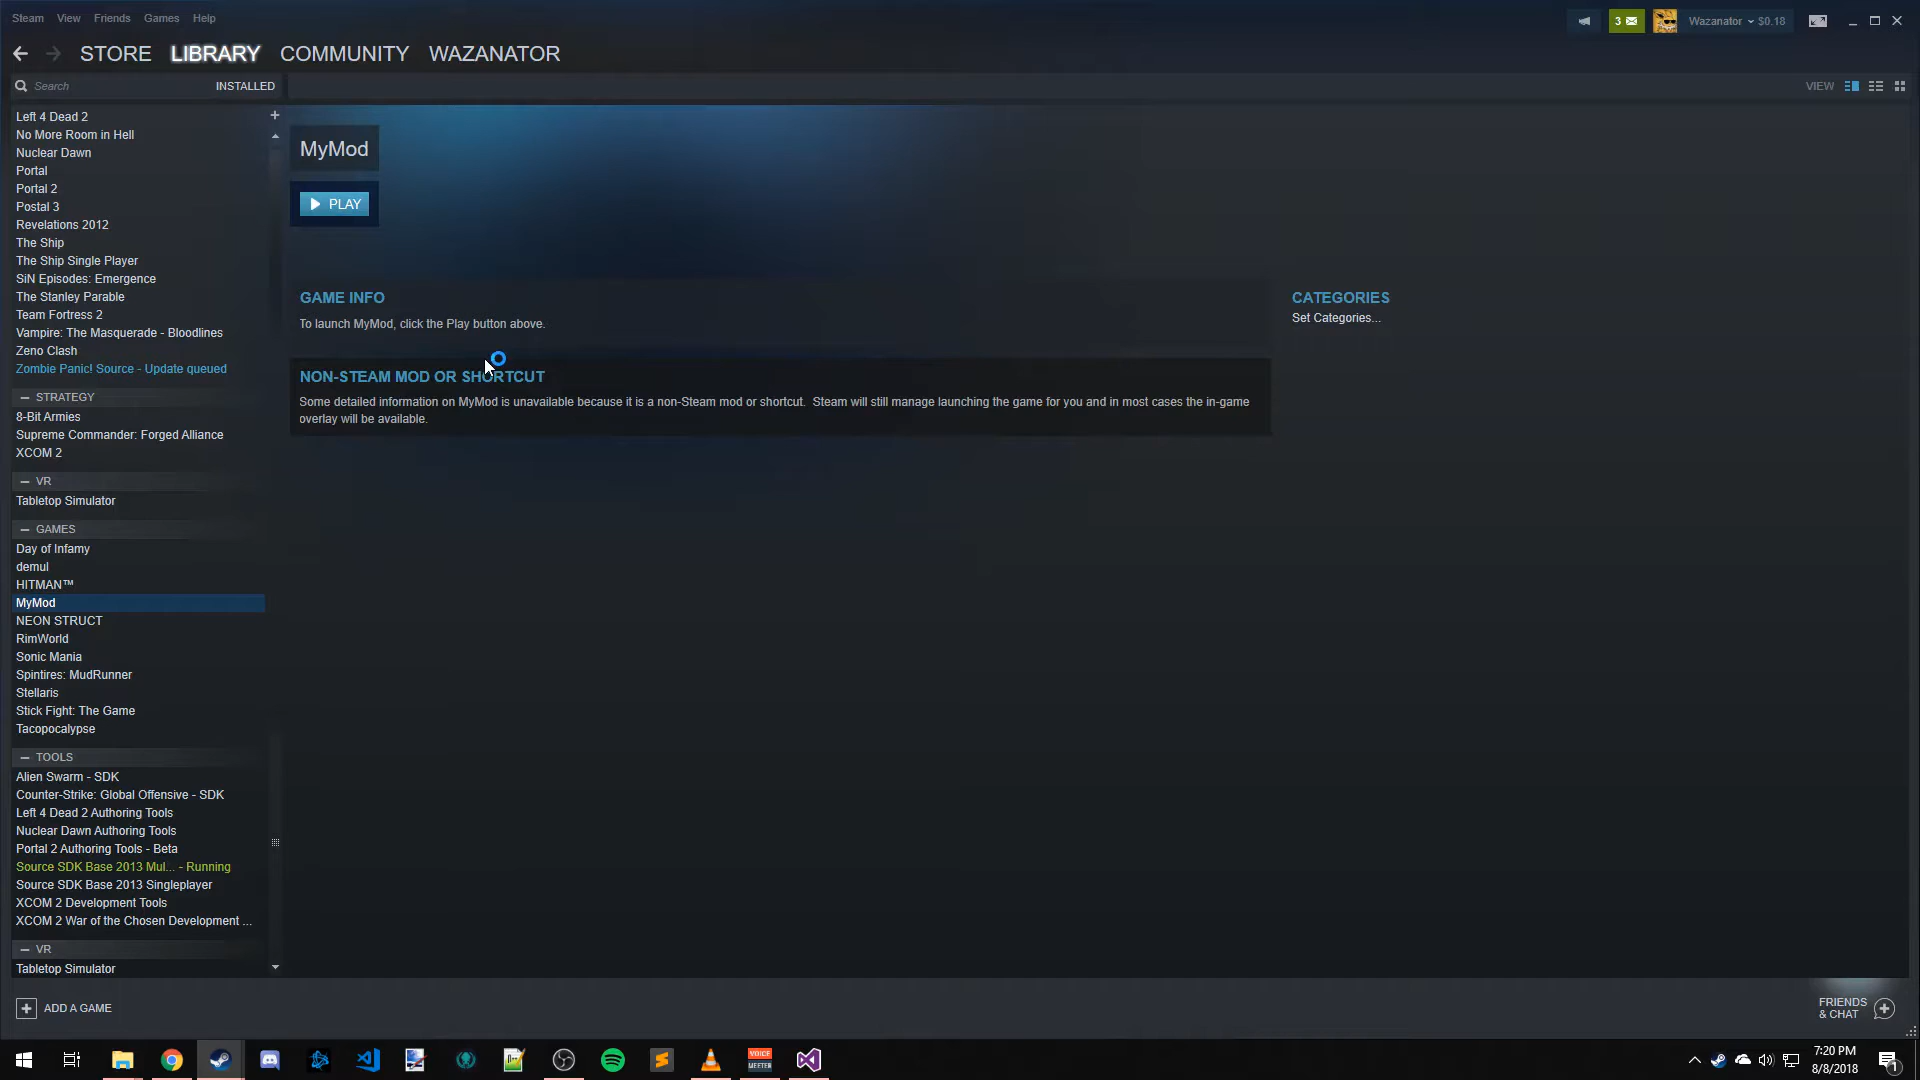 Steam View Friends Games Help
3 Wazanator $0.18
STORE LIBRARY COMMUNITY WAZANATOR
Search INSTALLED VIEW
Left 4 Dead 2
No More Room in Hell
Nuclear Dawn
Portal
Portal 2
Postal 3
Revelations 2012
The Ship
The Ship Single Player
SiN Episodes: Emergence
The Stanley Parable
Team Fortress 2
Vampire: The Masquerade - Bloodlines
Zeno Clash
Zombie Panic! Source - Update queued
STRATEGY
8-Bit Armies
Supreme Commander: Forged Alliance
XCOM 2
VR
Tabletop Simulator
GAMES
Day of Infamy
demul
HITMAN™
MyMod
NEON STRUCT
RimWorld
Sonic Mania
Spintires: MudRunner
Stellaris
Stick Fight: The Game
Tacopocalypse
TOOLS
Alien Swarm - SDK
Counter-Strike: Global Offensive - SDK
Left 4 Dead 2 Authoring Tools
Nuclear Dawn Authoring Tools
Portal 2 Authoring Tools - Beta
Source SDK Base 2013 Mul... - Running
Source SDK Base 2013 Singleplayer
XCOM 2 Development Tools
XCOM 2 War of the Chosen Development ...
VR
Tabletop Simulator
MyMod
PLAY
GAME INFO
To launch MyMod, click the Play button above.
NON-STEAM MOD OR SHORTCUT
Some detailed information on MyMod is unavailable because it is a non-Steam mod or shortcut. Steam will still manage launching the game for you and in most cases the in-game
overlay will be available.
CATEGORIES
Set Categories...
ADD A GAME
FRIENDS
& CHAT
VOICE
MEETER
7:20 PM
8/8/2018
1